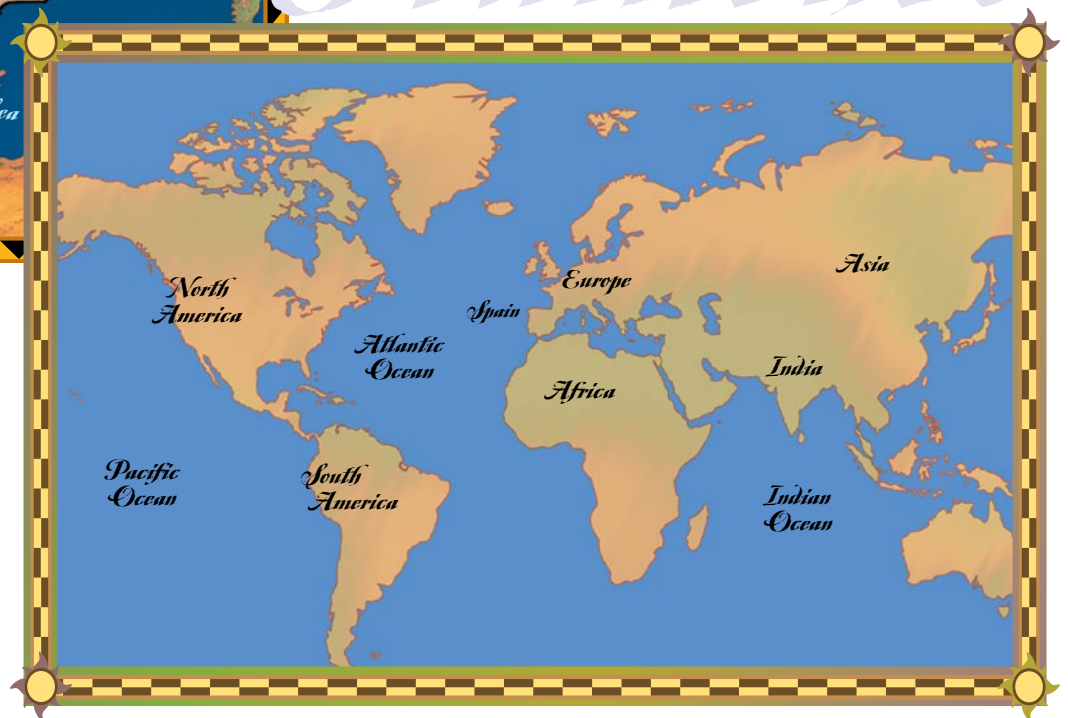 North
America
Atlantic
Ocean
Spain
Europe
Asia
Africa
India
Pacific
Ocean
South
America
Indian
Ocean